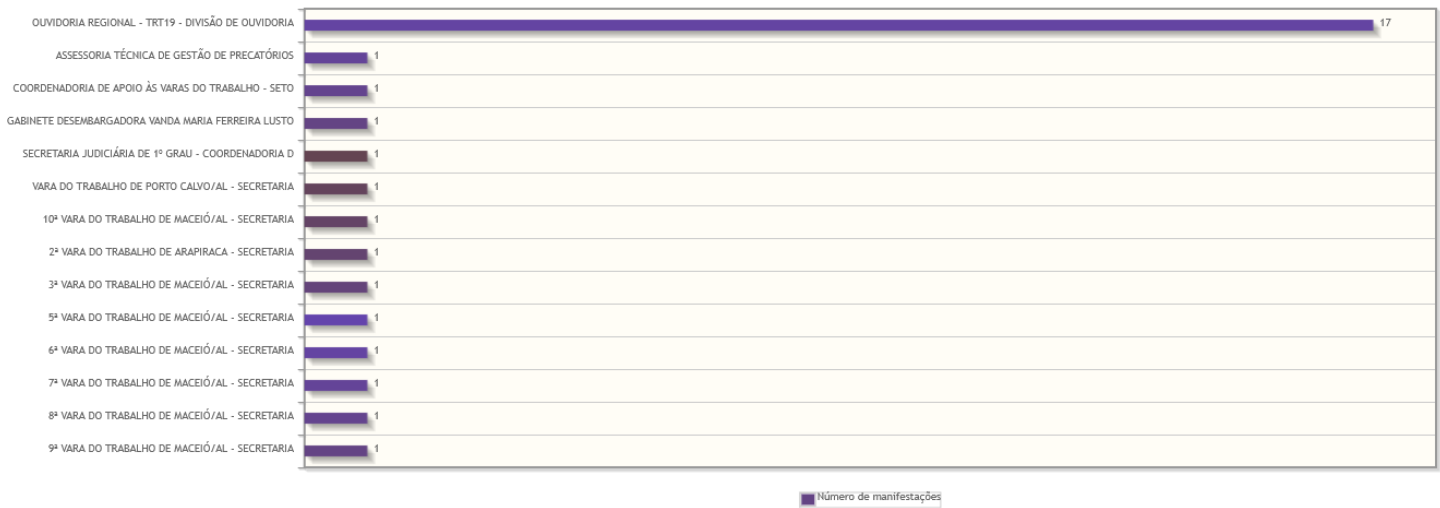 OUVIDORIA REGIONAL - TRT19 - DIVISÃO DE OUVIDORIA
17
ASSESSORIA TÉCNICA DE GESTÃO DE PRECATÓRIOS
1
COORDENADORIA DE APOIO ÀS VARAS DO TRABALHO - SETO
1
GABINETE DESEMBARGADORA VANDA MARIA FERREIRA LUSTO
1
SECRETARIA JUDICIÁRIA DE 1º GRAU - COORDENADORIA D
1
VARA DO TRABALHO DE PORTO CALVO/AL - SECRETARIA
1
10ª VARA DO TRABALHO DE MACEIÓ/AL - SECRETARIA
1
2ª VARA DO TRABALHO DE ARAPIRACA - SECRETARIA
1
3ª VARA DO TRABALHO DE MACEIÓ/AL - SECRETARIA
1
5ª VARA DO TRABALHO DE MACEIÓ/AL - SECRETARIA
1
6ª VARA DO TRABALHO DE MACEIÓ/AL - SECRETARIA
1
7ª VARA DO TRABALHO DE MACEIÓ/AL - SECRETARIA
1
8ª VARA DO TRABALHO DE MACEIÓ/AL - SECRETARIA
1
9ª VARA DO TRABALHO DE MACEIÓ/AL - SECRETARIA
1
Número de manifestações